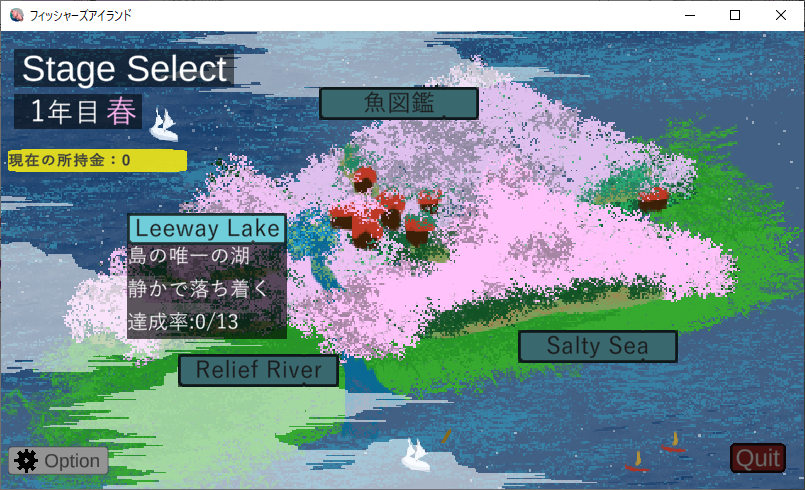 フィッシャーズアイランド
Stage Select
1年目 春
魚図鑑
現在の所持金:0
Leeway Lake
島の唯一の湖
静かで落ち着く
達成率:0/13
Salty Sea
Relief River
Option
Quit